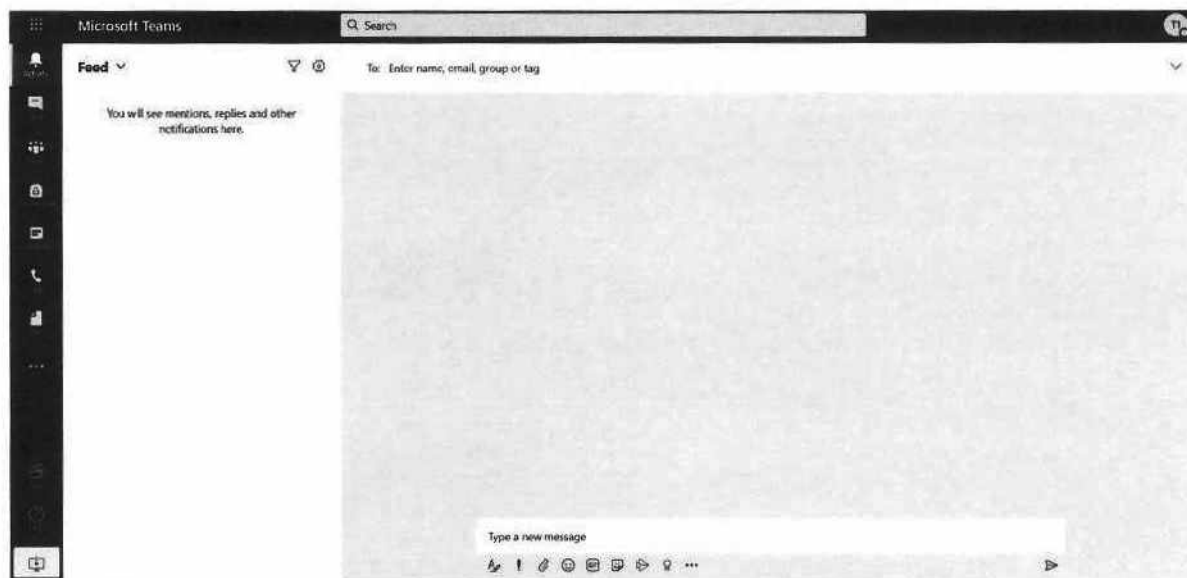 Microsoft Teams
Search
Feed
To: Enter name, email, group or tag
You will see mentions, replies and other
notifications here.
Type a new message